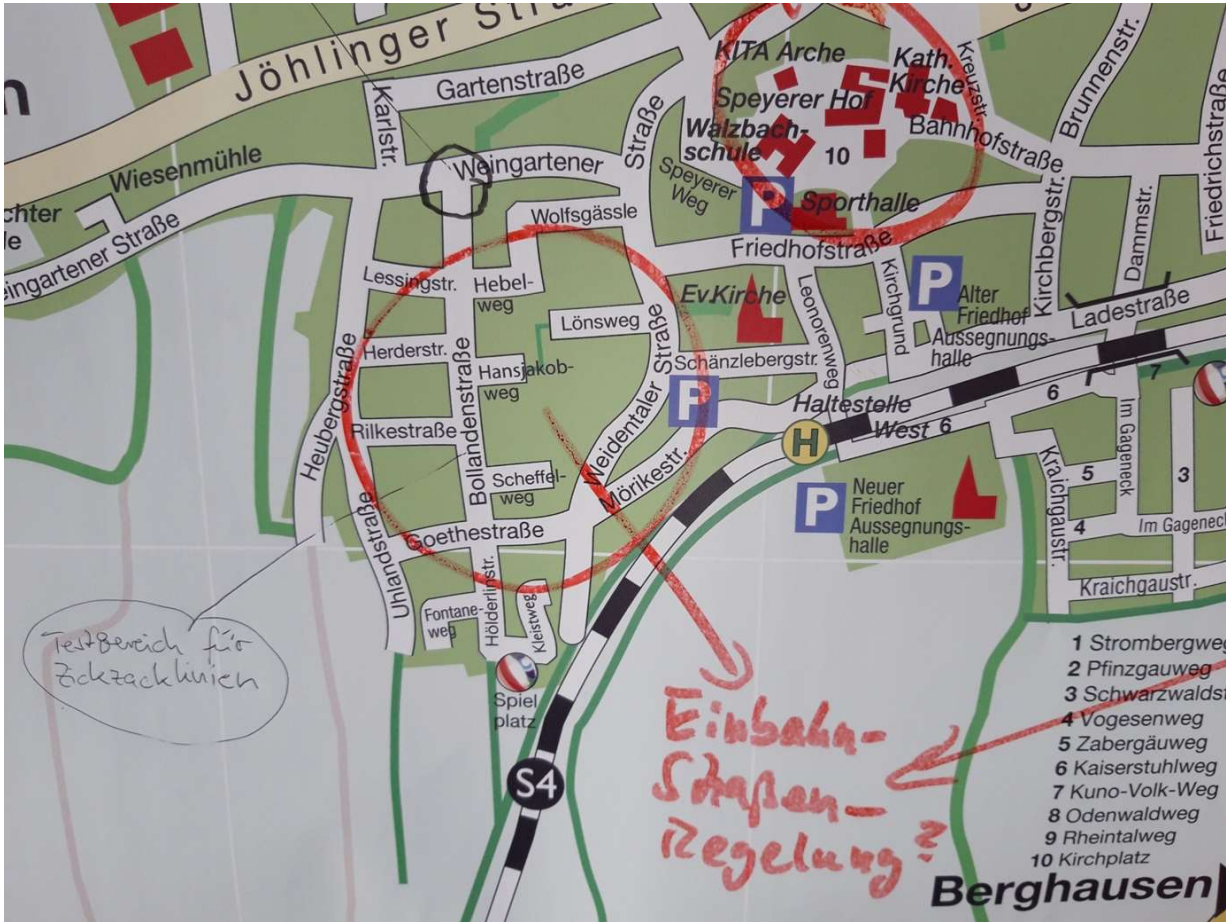 Jöhlinger
Gartenstraße
Karlstr.
Wiesenmühle
Weingartener
Straße
Weingartener Straße
Wolfsgässle
Lessingstr.
Hebel-
weg
Lönsweg
Herderstr.
Hansjakob-
weg
Heubergstraße
Bollandenstraße
Weidentaler Straße
Rilkestraße
Scheffel-
weg
Mörikestr.
Uhlandstraße
Goethestraße
Fontane-
weg
Hölderlinstr.
Kleistweg
Spiel
platz
S4
KITA Arche
Kath.
Kirche
Kreuzstr.
Speyerer Hof
Walzbach-
schule
10
Bahnhofstraße
Brunnenstr.
Friedrichstraße
Speyerer
Weg
P
Sporthalle
Friedhofstraße
Kirchbergstr.
Dammstr.
Ev.Kirche
Leonorenweg
Kirchgrund
P
Alter
Friedhof
Aussegnungs-
halle
Ladestraße
Schänzlebergstr.
P
Haltestelle
H
West
6
6
7
P
Neuer
Friedhof
Aussegnungs-
halle
Kraichgaustr.
5
Im Gageneck
3
4
Im Gageneck
Kraichgaustr.
Testbereich für
Zickzacklinien
Einbahn-
Straßen-
Regelung?
1 Strombergweg
2 Pfinzgauweg
3 Schwarzwaldst
4 Vogesenweg
5 Zabergäuweg
6 Kaiserstuhlweg
7 Kuno-Volk-Weg
8 Odenwaldweg
9 Rheintalweg
10 Kirchplatz
Berghausen